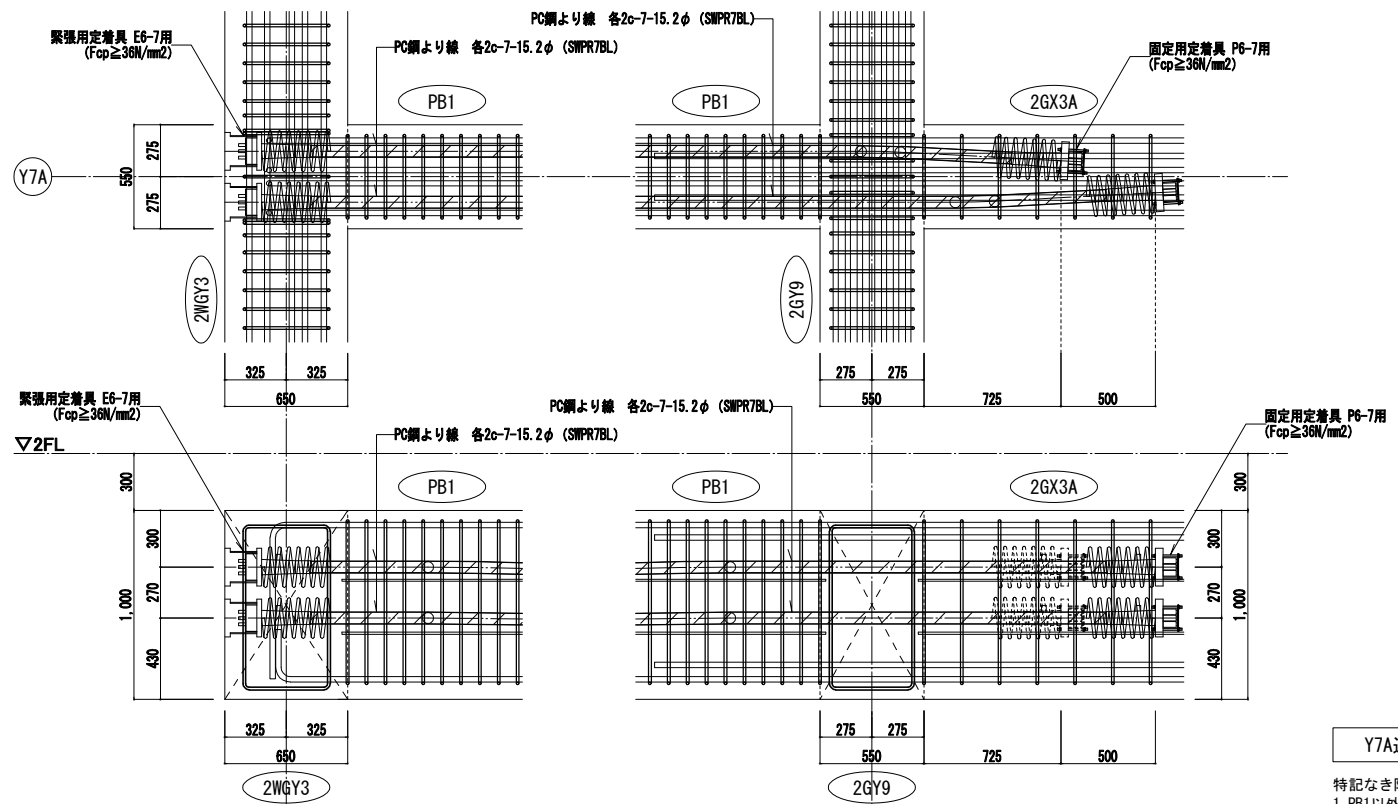 PC鋼より線 各2c-7-15.2φ (SWPR7BL)
緊張用定着具 E6-7用
(Fcp≧36N/mm2)
PC鋼より線 各2c-7-15.2φ (SWPR7BL)
固定用定着具 P6-7用
(Fcp≧36N/mm2)
PB1
PB1
2GX3A
Y7A
550
275
275
2WGY3
2GY9
325
325
650
275
275
550
725
500
緊張用定着具 E6-7用
(Fcp≧36N/mm2)
PC鋼より線 各2c-7-15.2φ (SWPR7BL)
PC鋼より線 各2c-7-15.2φ (SWPR7BL)
固定用定着具 P6-7用
(Fcp≧36N/mm2)
▽2FL
PB1
PB1
2GX3A
300
300
270
430
1,000
300
300
270
430
1,000
325
325
650
275
275
550
725
500
2WGY3
2GY9
Y7A
特記なき
1 PB1以外